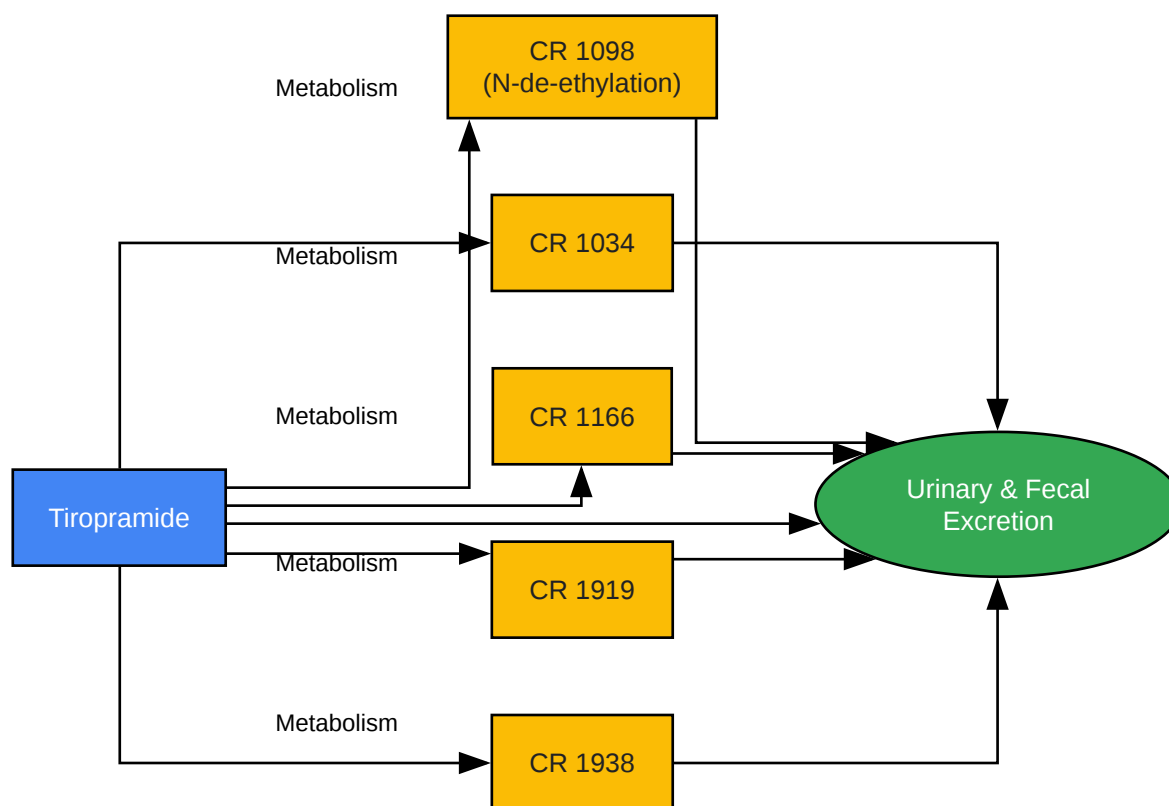 CR 1098
(N-de-ethylation)
Metabolism
CR 1034
Metabolism
CR 1166
Metabolism
Tiropramide
Urinary & Fecal
Excretion
Metabolism
CR 1919
Metabolism
CR 1938